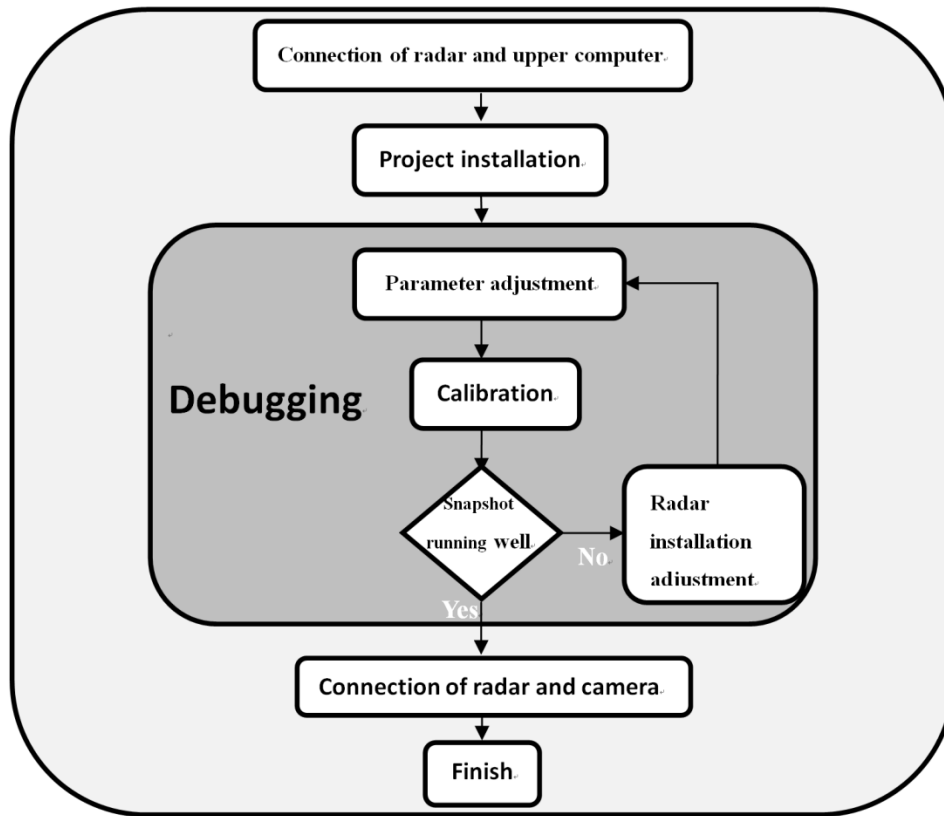 Connection of radar and upper computer
Project installation
Parameter adjustment
Calibration
Debugging
Snapshot
running well
No
Radar
installation
adiustment
Yes
Connection of radar and camera
Finish